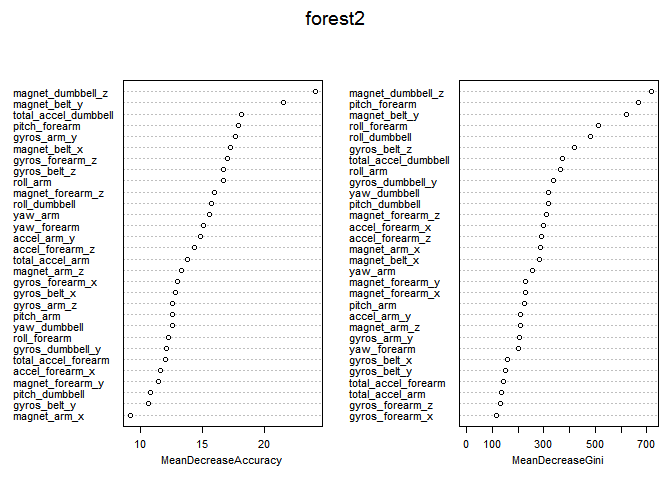 forest2
magnet_dumbbell_z
magnet_belt_y
total_accel_dumbbell
pitch_forearm
gyros_arm_y
magnet_belt_x
gyros_forearm_z
gyros_belt_z
roll_arm
magnet_forearm_z
roll_dumbbell
yaw_arm
yaw_forearm
accel_arm_y
accel_forearm_z
total_accel_arm
magnet_arm_z
gyros_forearm_x
gyros_belt_x
gyros_arm_z
pitch_arm
yaw_dumbbell
roll_forearm
gyros_dumbbell_y
total_accel_forearm
accel_forearm_x
magnet_forearm_y
pitch_dumbbell
gyros_belt_y
magnet_arm_x
10 15 20
MeanDecreaseAccuracy
magnet_dumbbell_z
pitch_forearm
magnet_belt_y
roll_forearm
roll_dumbbell
gyros_belt_z
total_accel_dumbbell
roll_arm
gyros_dumbbell_y
yaw_dumbbell
pitch_dumbbell
magnet_forearm_z
accel_forearm_x
accel_forearm_z
magnet_arm_x
magnet_belt_x
yaw_arm
magnet_forearm_y
magnet_forearm_x
pitch_arm
accel_arm_y
magnet_arm_z
gyros_arm_y
yaw_forearm
gyros_belt_x
gyros_belt_y
total_accel_forearm
total_accel_arm
gyros_forearm_z
gyros_forearm_x
0 100 300 500 700
MeanDecreaseGini